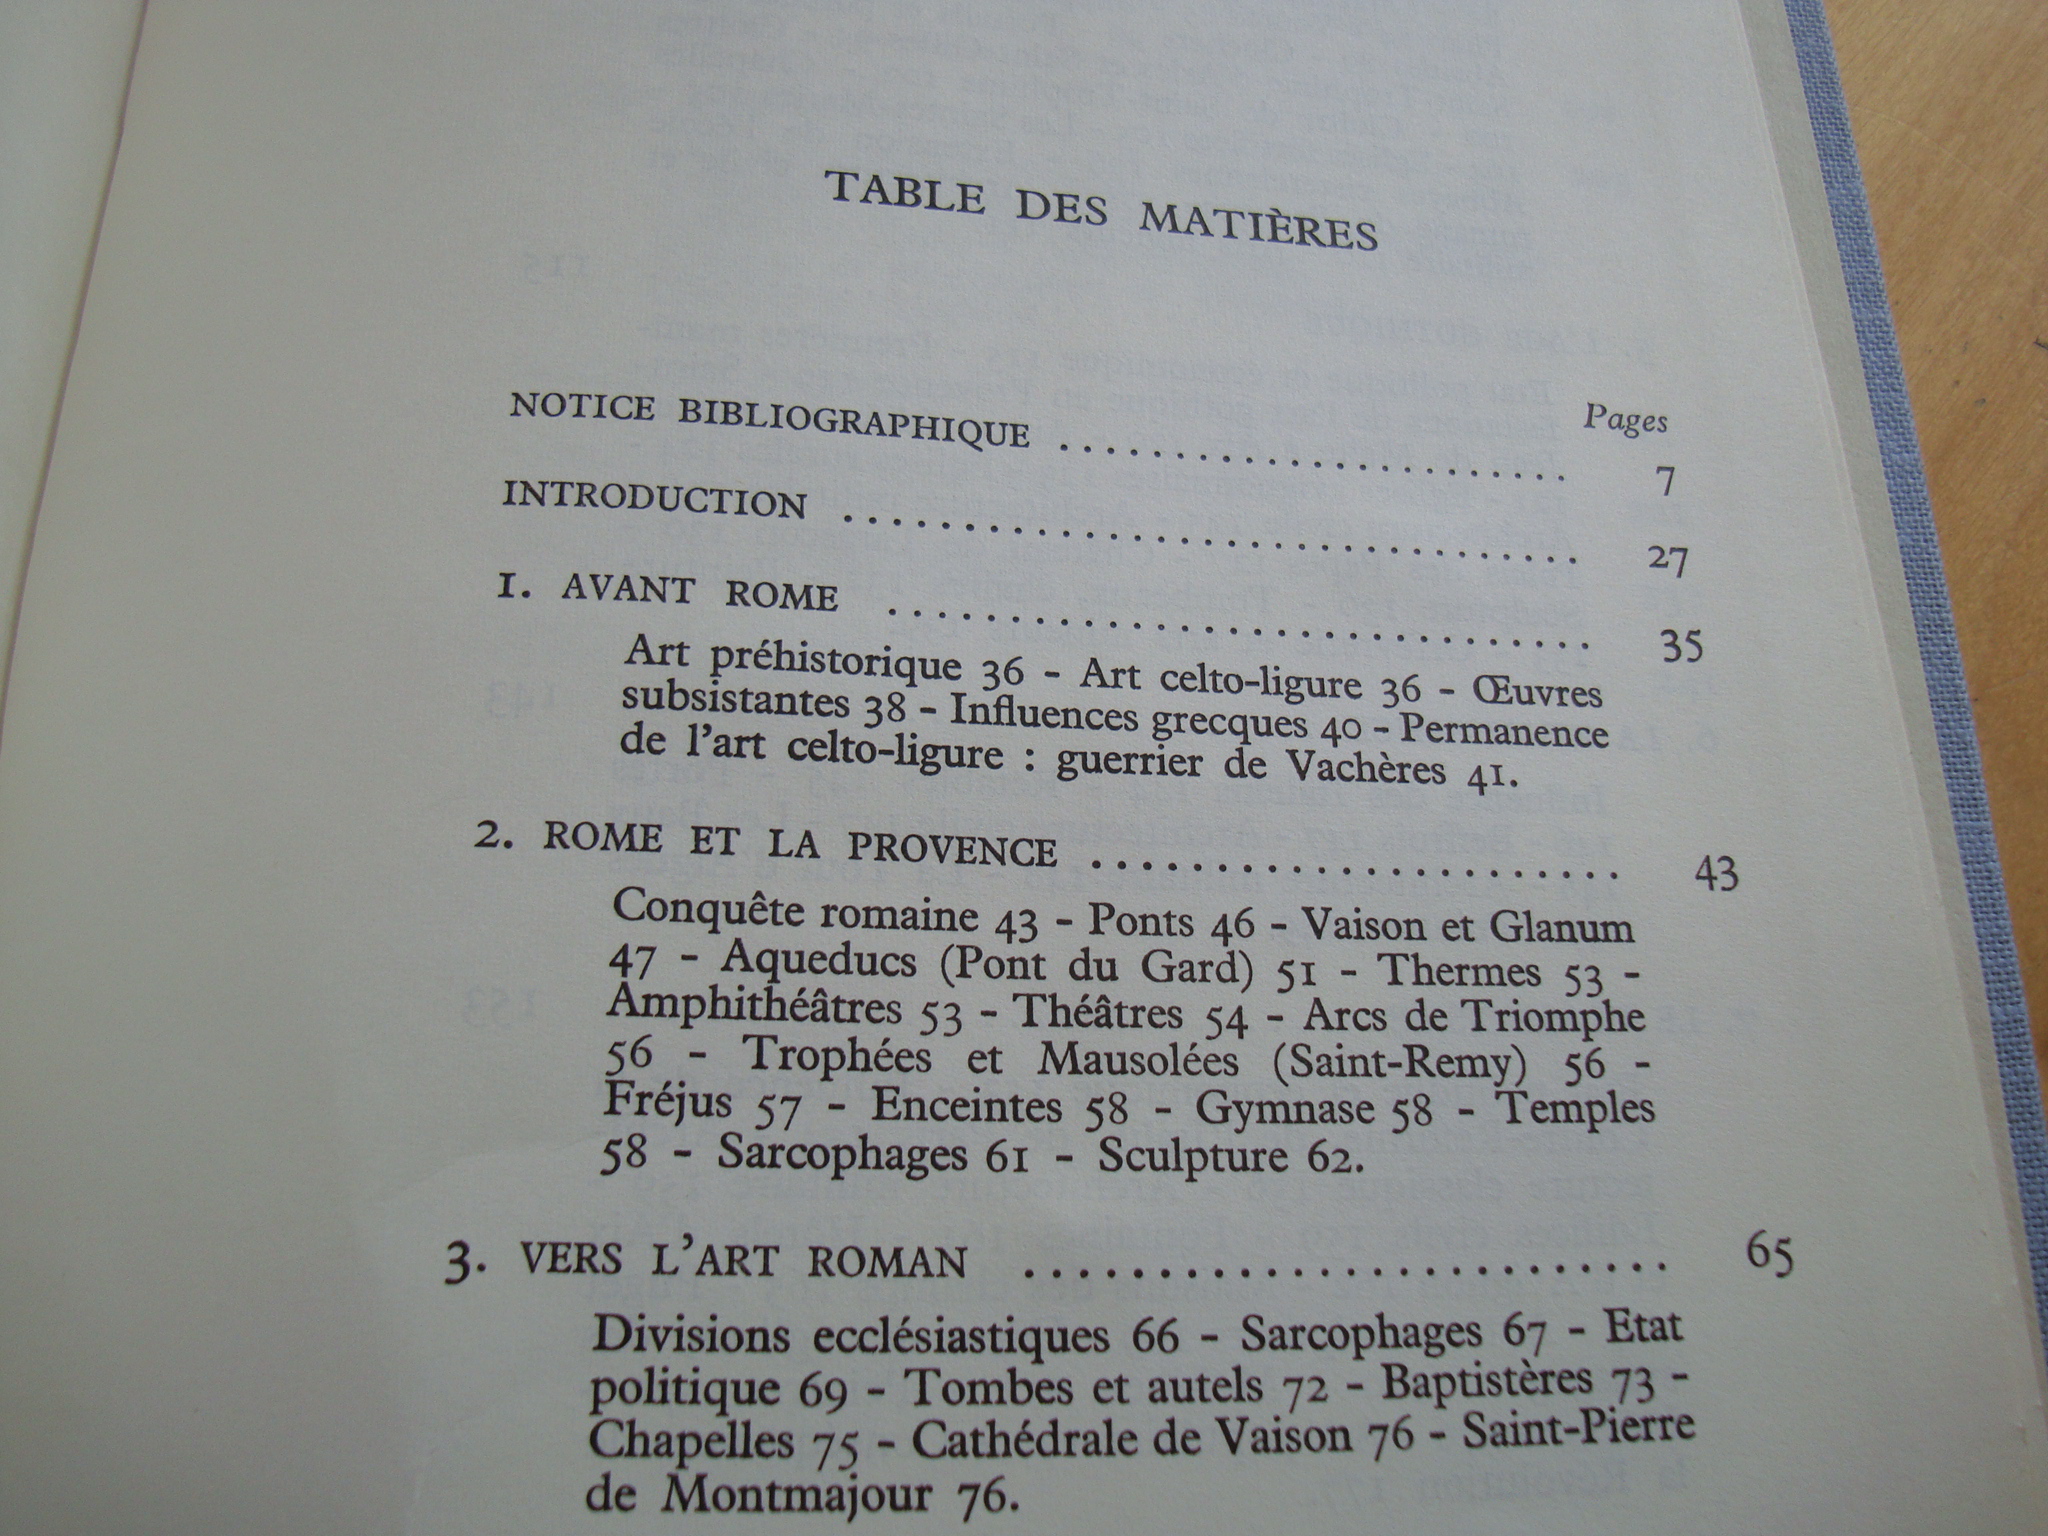 TABLE DES MATIÈRES
Pages
NOTICE BIBLIOGRAPHIQUE ........................ 7
INTRODUCTION ............................... 27
1. AVANT ROME ............................. 35
Art préhistorique 36 - Art celto-ligure 36 - Œuvres
subsistantes 38 - Influences grecques 40 - Permanence
de l'art celto-ligure : guerrier de Vachères 41.
2. ROME ET LA PROVENCE ...................... 43
Conquête romaine 43 - Ponts 46 - Vaison et Glanum
47 - Aqueducs (Pont du Gard) 51 - Thermes 53 -
Amphithéâtres 53 - Théâtres 54 - Arcs de Triomphe
56 - Trophées et Mausolées (Saint-Remy) 56 -
Fréjus 57 - Enceintes 58 - Gymnase 58 - Temples
58 - Sarcophages 61 - Sculpture 62.
3. VERS L'ART ROMAN ......................... 65
Divisions ecclésiastiques 66 - Sarcophages 67 - Etat
politique 69 - Tombes et autels 72 - Baptistères 73 -
Chapelles 75 - Cathédrale de Vaison 76 - Saint-Pierre
de Montmajour 76.